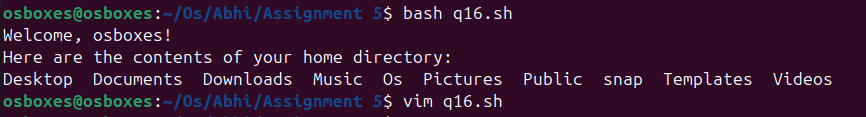 osboxes@osboxes:~/Os/Abhi/Assignment 5$ bash q16.sh
Welcome, osboxes!
Here are the contents of your home directory:
Desktop  Documents  Downloads  Music  Os  Pictures  Public  snap  Templates  Videos
osboxes@osboxes:~/Os/Abhi/Assignment 5$ vim q16.sh